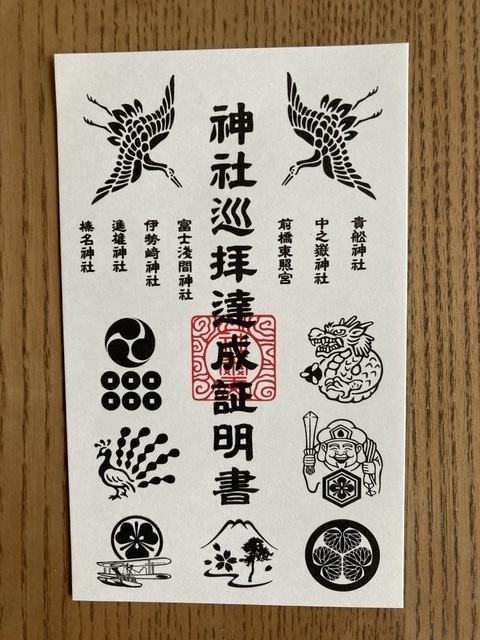 貴船神社
中之嶽神社
前橋東照宮
神社巡拝達成証明書
富士浅間神社
伊勢崎神社
進雄神社
榛名神社